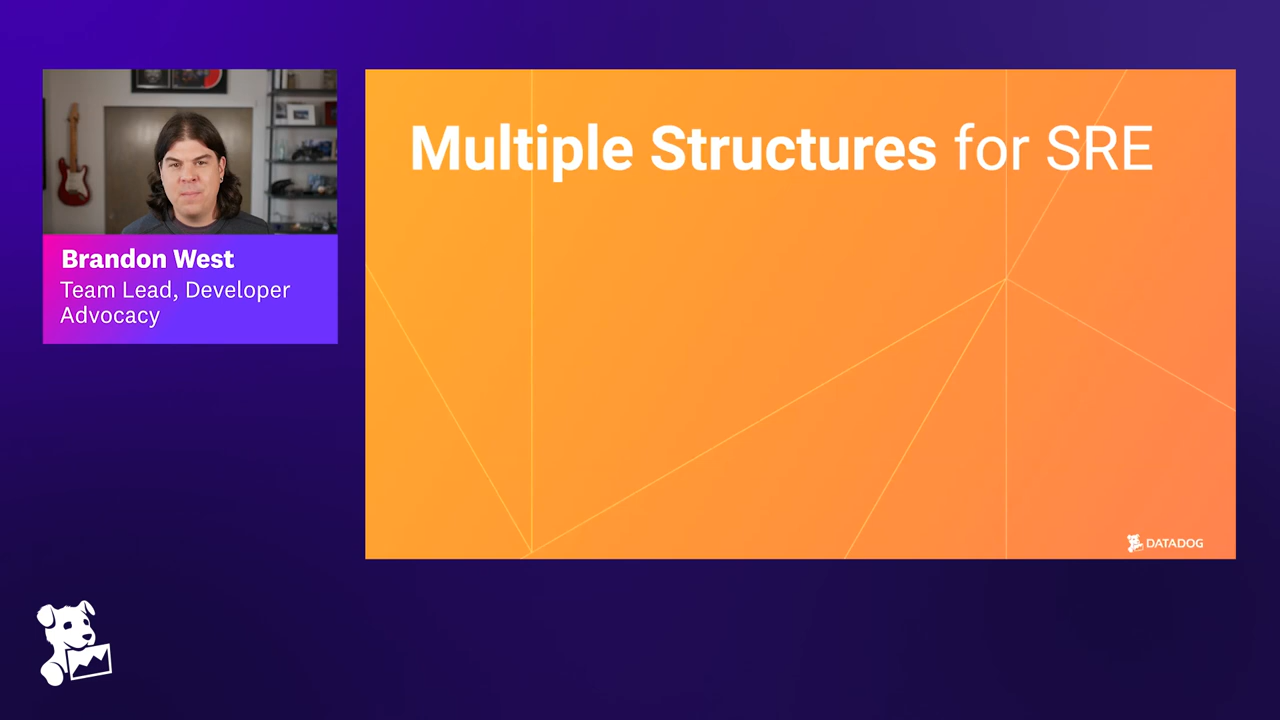 Brandon West
Team Lead, Developer
Advocacy
Multiple Structures for SRE
DATADOG